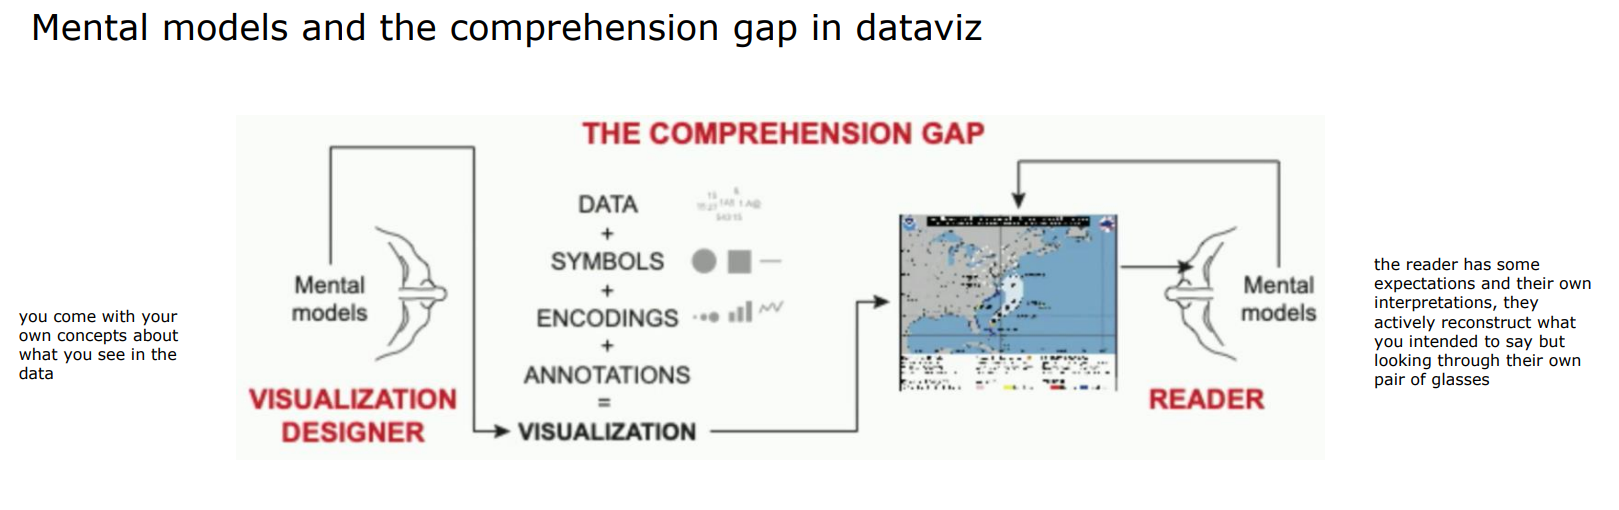 Mental models and the comprehension gap in dataviz
THE COMPREHENSION GAP
you come with your
own concepts about
what you see in the
data
Mental
models
VISUALIZATION
DESIGNER
DATA
+
SYMBOLS
+
ENCODINGS
+
ANNOTATIONS
=
VISUALIZATION
Mental
models
READER
the reader has some
expectations and their own
interpretations, they
actively reconstruct what
you intended to say but
looking through their own
pair of glasses